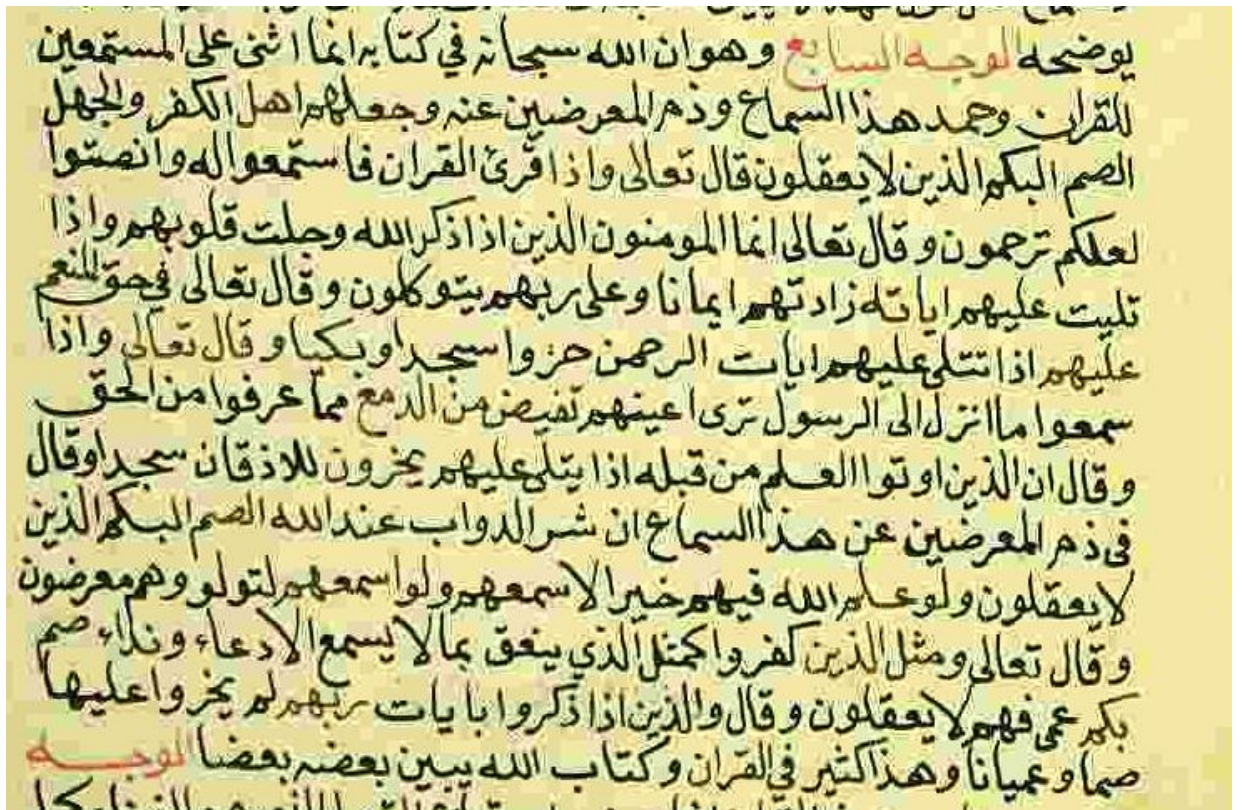 يوضحه الوجه السابع وهو ان الله سبحانه في كتابه انما اثنى على المستمعين
للقران وحمد هذا السماع وذم المعرضين عنه وجعلهم اهل الكفر والجهل
الصم البكم الذين لا يعقلون قال تعالى واذا قرئ القران فاستمعوا له وانصتوا
لعلكم ترحمون وقال تعالى انما المومنون الذين اذا ذكر الله وجلت قلوبهم واذا
تليت عليهم اياته زادتهم ايمانا وعلى ربهم يتوكلون وقال تعالى في حق المنعم
عليهم اذا تتلى عليهم ايات الرحمن خروا سجدا وبكيا وقال تعالى واذا
سمعوا ما انزل الى الرسول ترى اعينهم تفيض من الدمع مما عرفوا من الحق
وقال ان الذين اوتوا العلم من قبله اذا يتلى عليهم يخرون للاذقان سجدا وقال
في ذم المعرضين عن هذا السماع ان شر الدواب عند الله الصم البكم الذين
لا يعقلون ولو علم الله فيهم خيرا لاسمعهم ولو اسمعهم لتولو وهم معرضون
وقال تعالى ومثل الذين كفروا كمثل الذي ينعق بما لا يسمع الا دعاء ونداء صم
بكم عمي فهم لا يعقلون وقال والذين اذا ذكروا بايات ربهم لم يخروا عليها
صما وعميانا وهذا كثير في القران وكتاب الله يبين بعضه بعضا الوجه